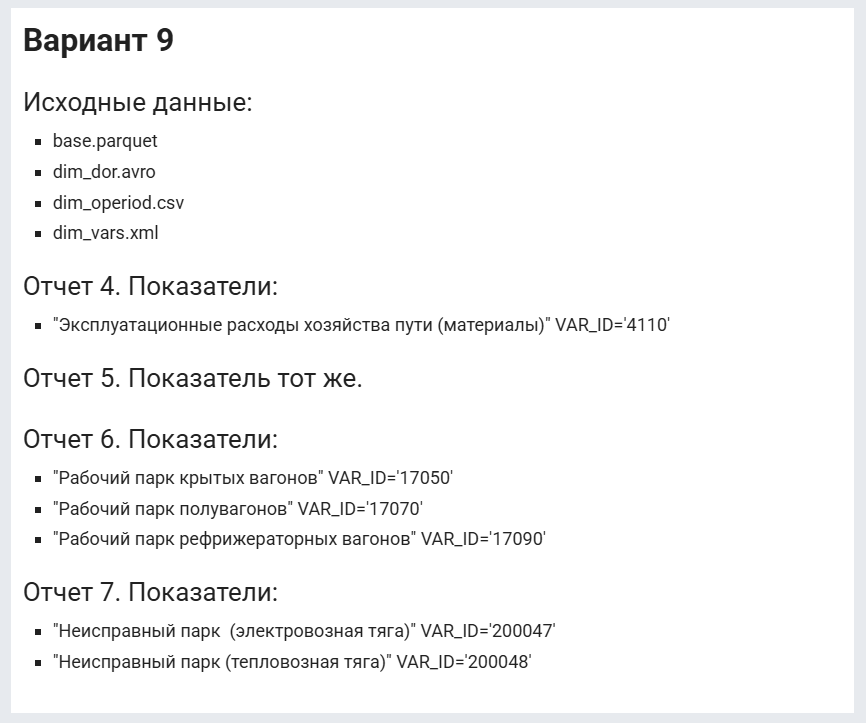 Вариант 9
Исходные данные:
base.parquet
dim_dor.avro
dim_operiod.csv
dim_vars.xml
Отчет 4. Показатели:
"Эксплуатационные расходы хозяйства пути (материалы)" VAR_ID='4110'
Отчет 5. Показатель тот же.
Отчет 6. Показатели:
"Рабочий парк крытых вагонов" VAR_ID='17050'
"Рабочий парк полувагонов" VAR_ID='17070'
"Рабочий парк рефрижераторных вагонов" VAR_ID='17090'
Отчет 7. Показатели:
"Неисправный парк  (электровозная тяга)" VAR_ID='200047'
"Неисправный парк (тепловозная тяга)" VAR_ID='200048'